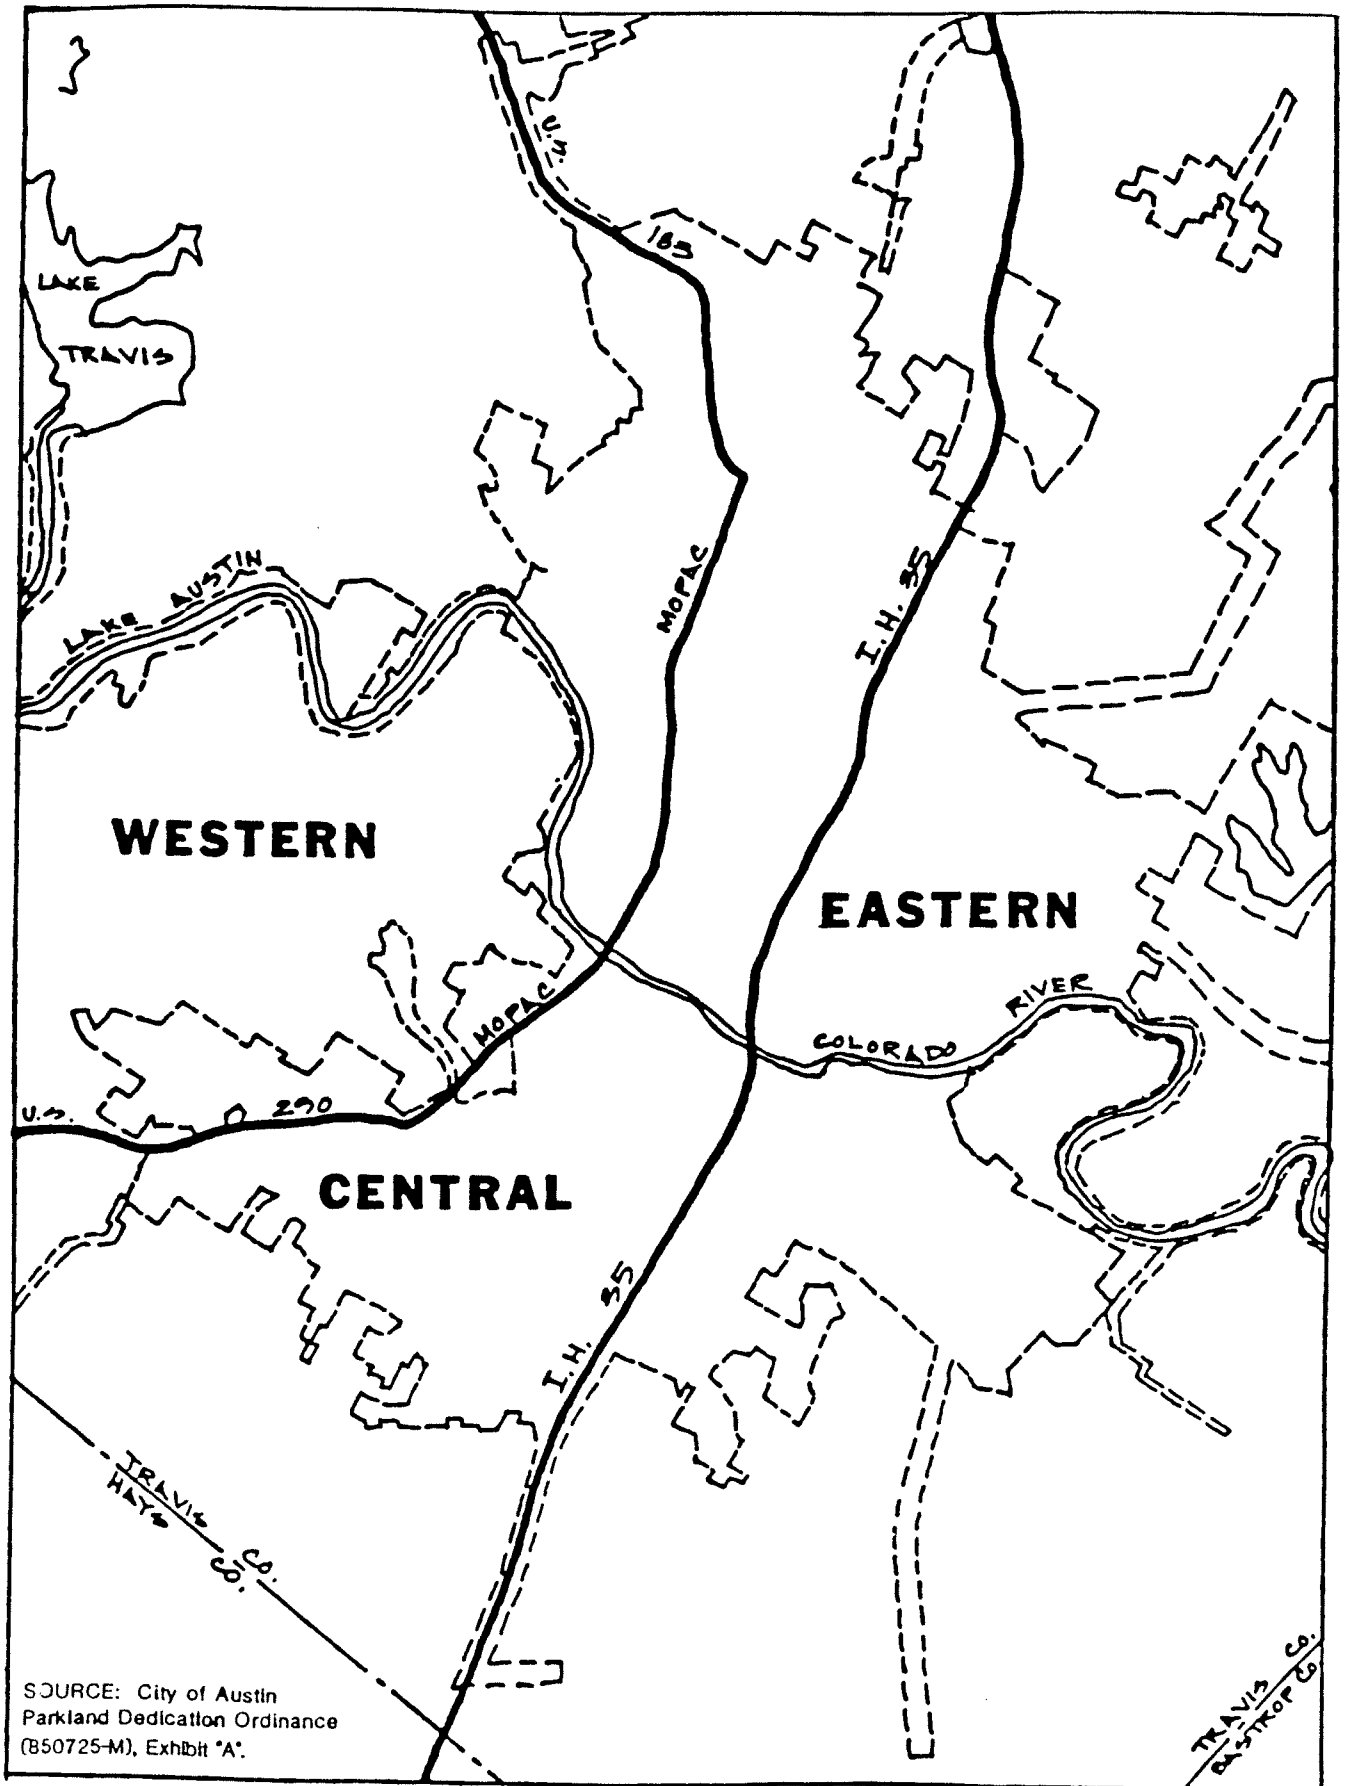 U.S.
183
LAKE
TRAVIS
MOPAC
I.H. 35
LAKE AUSTIN
WESTERN
EASTERN
MOPAC
COLORADO RIVER
U.S. 290
CENTRAL
I.H. 35
TRAVIS CO.
HAYS CO.
TRAVIS CO.
BASTROP CO
SOURCE: City of Austin
Parkland Dedication Ordinance
(850725-M), Exhibit "A".